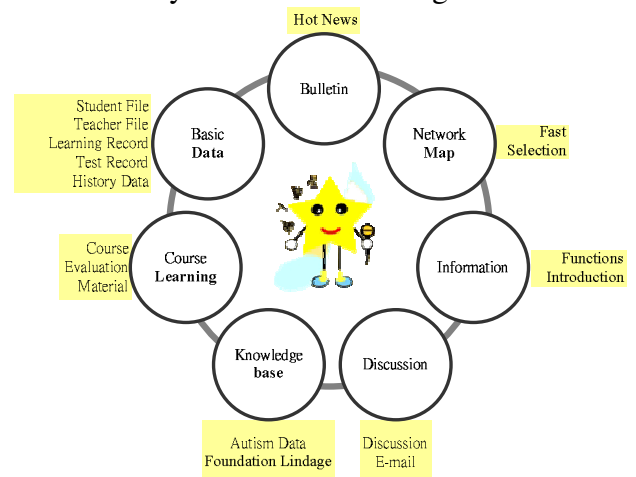 Hot News
Bulletin
Network
Map
Fast
Selection
Information
Functions
Introduction
Discussion
Discussion
E-mail
Knowledge
base
Autism Data
Foundation Lindage
Course
Learning
Course
Evaluation
Material
Basic
Data
Student File
Teacher File
Learning Record
Test Record
History Data